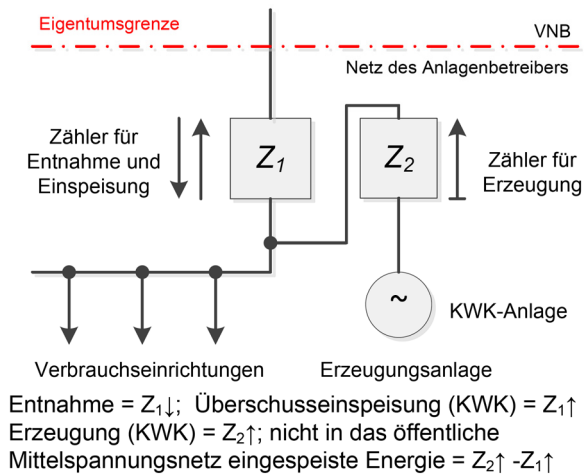 Eigentumsgrenze
VNB
Netz des Anlagenbetreibers
Zähler für
Entnahme und
Einspeisung
Z₁
Z₂
Zähler für
Erzeugung
~
KWK-Anlage
Verbrauchseinrichtungen
Erzeugungsanlage
Entnahme = Z₁↓; Überschusseinspeisung (KWK) = Z₁↑
Erzeugung (KWK) = Z₂↑; nicht in das öffentliche
Mittelspannungsnetz eingespeiste Energie = Z₂↑ -Z₁↑